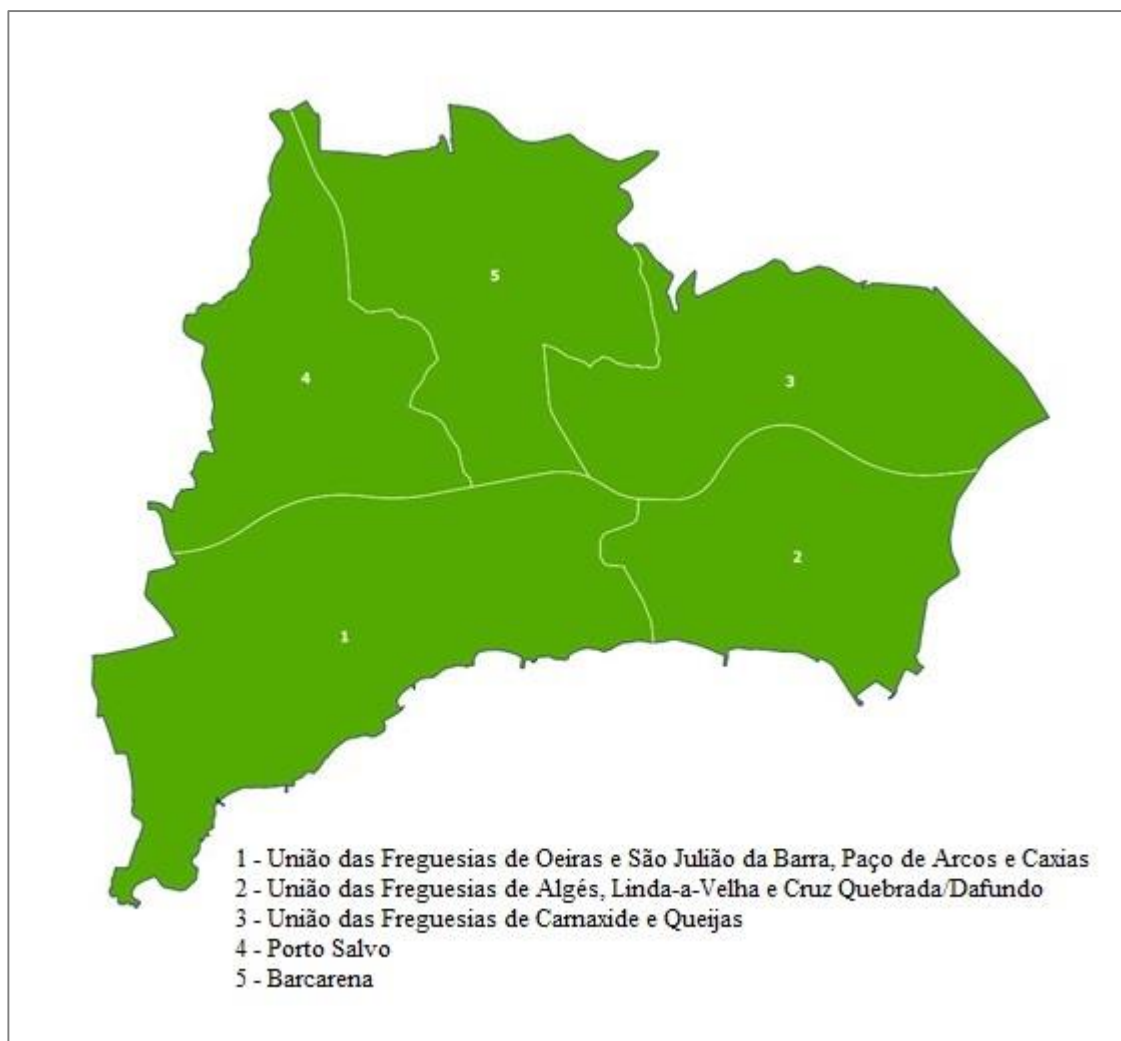 5
4
3
2
1
1 - União das Freguesias de Oeiras e São Julião da Barra, Paço de Arcos e Caxias
2 - União das Freguesias de Algés, Linda-a-Velha e Cruz Quebrada/Dafundo
3 - União das Freguesias de Carnaxide e Queijas
4 - Porto Salvo
5 - Barcarena